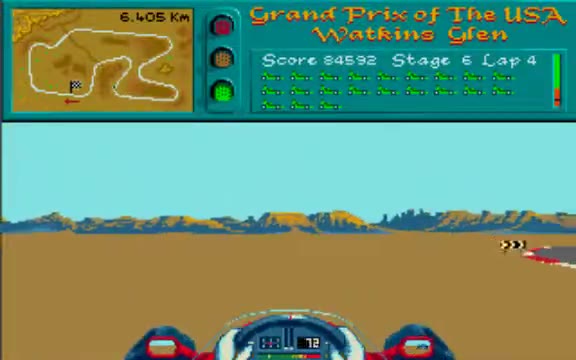 6.405 Km
Grand Prix of The USA
Watkins Glen
Score 84592 Stage 6 Lap 4
72